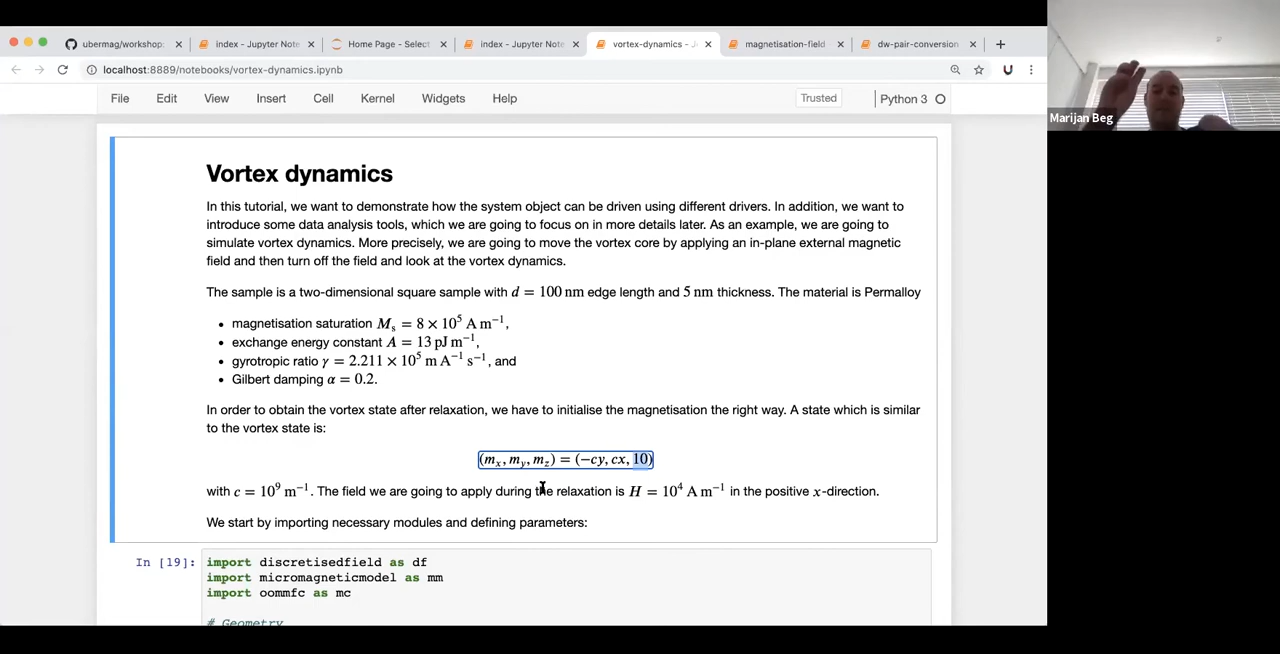 ubermag/workshop:
index - Jupyter Note
Home Page - Select
index - Jupyter Note
vortex-dynamics - J
magnetisation-field
dw-pair-conversion
localhost:8889/notebooks/vortex-dynamics.ipynb
File Edit View Insert Cell Kernel Widgets Help Trusted Python 3
Marijan Beg
Vortex dynamics
In this tutorial, we want to demonstrate how the system object can be driven using different drivers. In addition, we want to
introduce some data analysis tools, which we are going to focus on in more details later. As an example, we are going to
simulate vortex dynamics. More precisely, we are going to move the vortex core by applying an in-plane external magnetic
field and then turn off the field and look at the vortex dynamics.
The sample is a two-dimensional square sample with d = 100 nm edge length and 5 nm thickness. The material is Permalloy
• magnetisation saturation Mₛ = 8 × 10⁵ A m⁻¹,
• exchange energy constant A = 13 pJ m⁻¹,
• gyrotropic ratio γ = 2.211 × 10⁵ m A⁻¹ s⁻¹, and
• Gilbert damping α = 0.2.
In order to obtain the vortex state after relaxation, we have to initialise the magnetisation the right way. A state which is similar
to the vortex state is:
(mₓ, m_y, m_z) = (−cy, cx, 10)
with c = 10⁹ m⁻¹. The field we are going to apply during the relaxation is H = 10⁴ A m⁻¹ in the positive x-direction.
We start by importing necessary modules and defining parameters:
In [19]: import discretisedfield as df
import micromagneticmodel as mm
import oommfc as mc
# Geometry